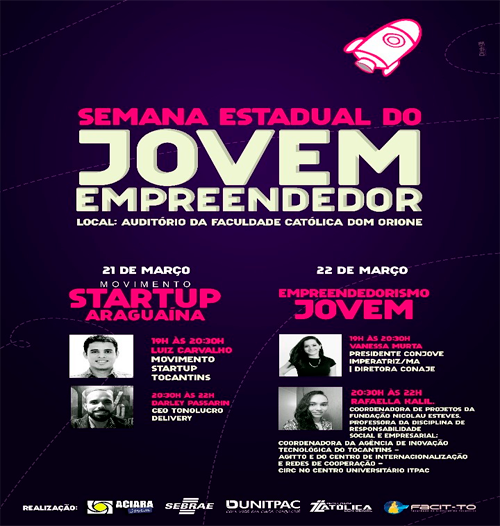 SEMANA ESTADUAL DO
JOVEM
EMPREENDEDOR
LOCAL: AUDITÓRIO DA FACULDADE CATÓLICA DOM ORIONE
21 DE MARÇO
MOVIMENTO
STARTUP
ARAGUAÍNA
19H ÀS 20:30H
LUIZ CARVALHO
MOVIMENTO
STARTUP
TOCANTINS
20:30H ÀS 22H
DARLEY PASSARIN
CEO TONOLUCRO
DELIVERY
22 DE MARÇO
EMPREENDEDORISMO
JOVEM
19H ÀS 20:30H
VANESSA MURTA
PRESIDENTE CONJOVE
IMPERATRIZ/MA
| DIRETORA CONAJE
20:30H ÀS 22H
RAFAELLA HALIL.
COORDENADORA DE PROJETOS DA
FUNDAÇÃO NICOLAU ESTEVES.
PROFESSORA DA DISCIPLINA DE
RESPONSABILIDADE
SOCIAL E EMPRESARIAL;
COORDENADORA DA AGÊNCIA DE INOVAÇÃO
TECNOLÓGICA DO TOCANTINS –
AGITTO E DO CENTRO DE INTERNACIONALIZAÇÃO
E REDES DE COOPERAÇÃO –
CIRC NO CENTRO UNIVERSITÁRIO ITPAC
REALIZAÇÃO:
ACIARA
SEBRAE
UNITPAC
CATÓLICA
FACIT-TO